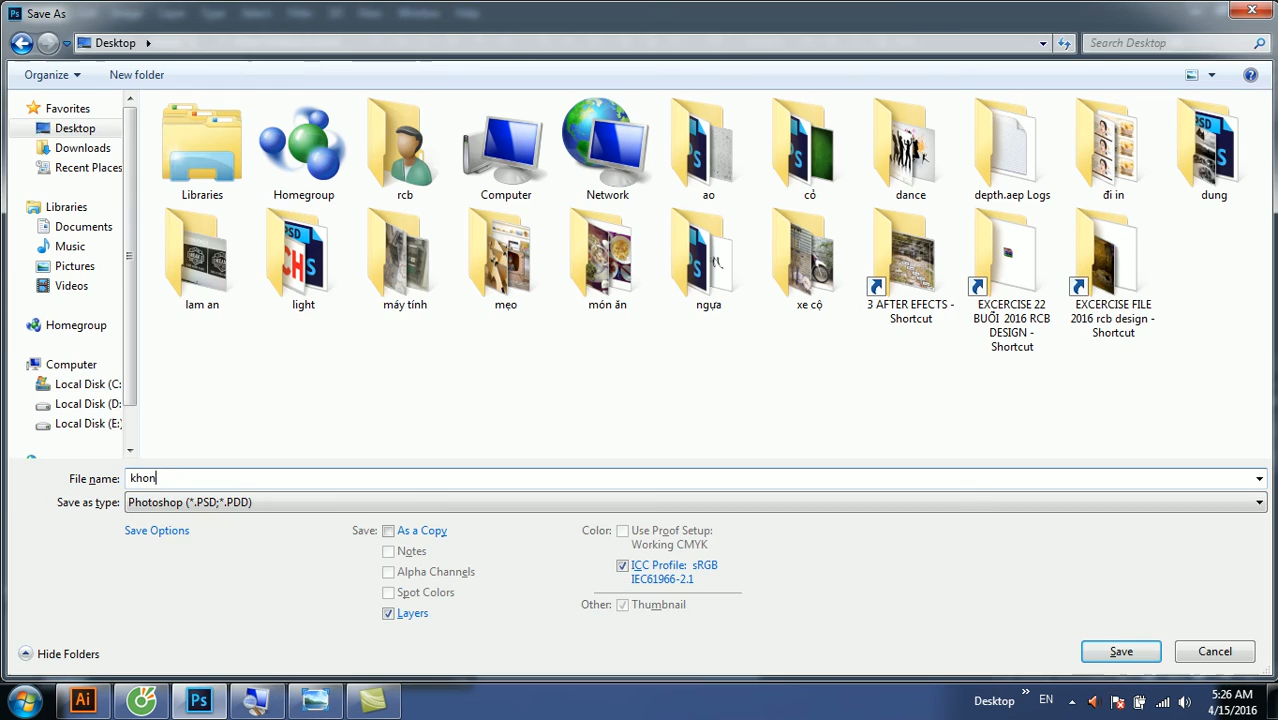 Save As
Desktop
Search Desktop
Organize
New folder
Favorites
Desktop
Downloads
Recent Places
Libraries
Documents
Music
Pictures
Videos
Homegroup
Computer
Local Disk (C:
Local Disk (D:
Local Disk (E:
Libraries
Homegroup
rcb
Computer
Network
ao
cỏ
dance
depth.aep Logs
đi in
dung
lam an
light
máy tính
mẹo
món ăn
ngựa
xe cộ
3 AFTER EFECTS -
Shortcut
EXCERCISE 22
BUỔI 2016 RCB
DESIGN -
Shortcut
EXCERCISE FILE
2016 rcb design -
Shortcut
File name: khon
Save as type: Photoshop (*.PSD;*.PDD)
Save Options
Save: As a Copy
Notes
Alpha Channels
Spot Colors
Layers
Color: Use Proof Setup:
Working CMYK
ICC Profile: sRGB
IEC61966-2.1
Other: Thumbnail
Hide Folders
Save
Cancel
Desktop
EN
5:26 AM
4/15/2016